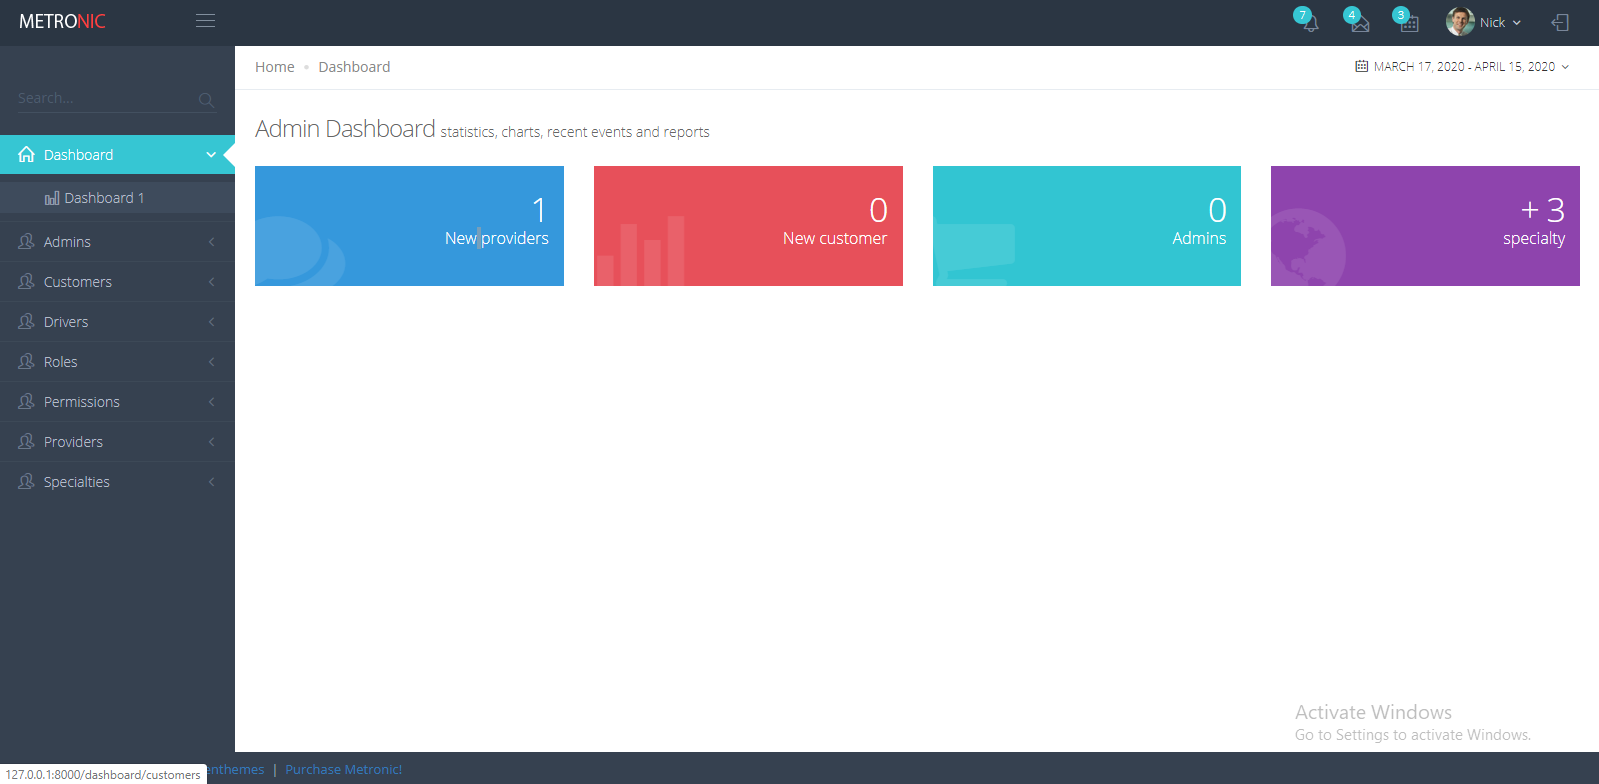 METRONIC
7
4
3
Nick
Home Dashboard
MARCH 17, 2020 - APRIL 15, 2020
Search...
Admin Dashboard statistics, charts, recent events and reports
Dashboard
Dashboard 1
Admins
Customers
Drivers
Roles
Permissions
Providers
Specialties
1
New providers
0
New customer
0
Admins
+ 3
specialty
Activate Windows
Go to Settings to activate Windows.
enthemes | Purchase Metronic!
127.0.0.1:8000/dashboard/customers